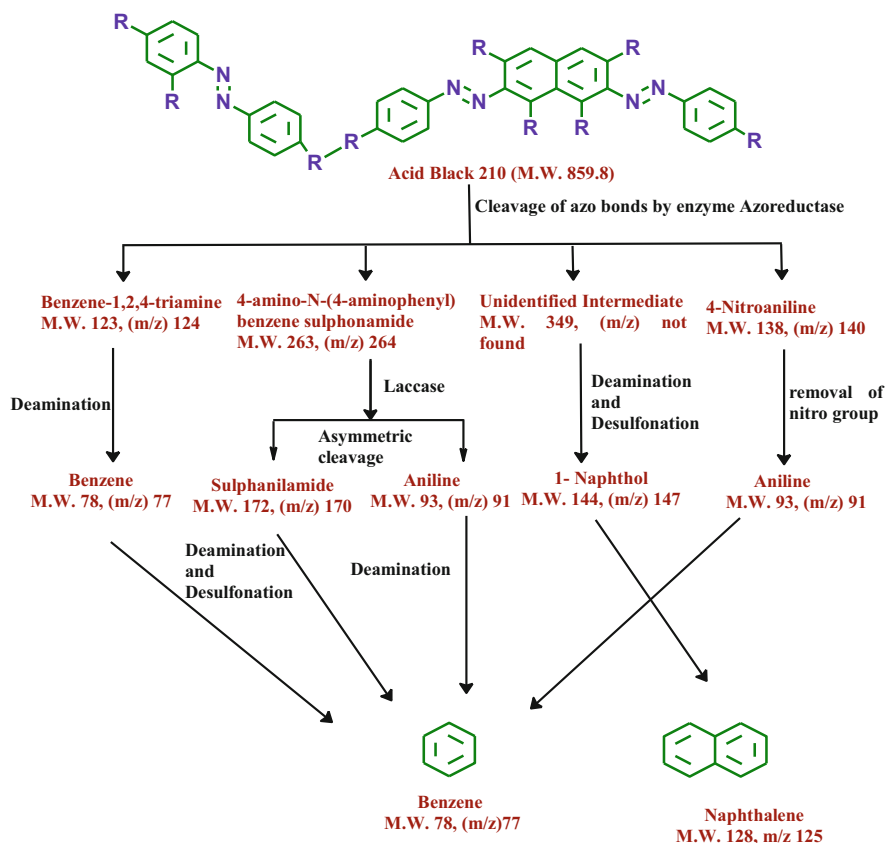 R
N
N
R
R
R
N
N
R
R
R
R
N
N
R
Acid Black 210 (M.W. 859.8)
Cleavage of azo bonds by enzyme Azoreductase
Benzene-1,2,4-triamine
M.W. 123, (m/z) 124
4-amino-N-(4-aminophenyl)
benzene sulphonamide
M.W. 263, (m/z) 264
Unidentified Intermediate
M.W. 349, (m/z) not
found
4-Nitroaniline
M.W. 138, (m/z) 140
Deamination
Laccase
Deamination
and
Desulfonation
removal of
nitro group
Asymmetric
cleavage
Benzene
M.W. 78, (m/z) 77
Sulphanilamide
M.W. 172, (m/z) 170
Aniline
M.W. 93, (m/z) 91
1- Naphthol
M.W. 144, (m/z) 147
Aniline
M.W. 93, (m/z) 91
Deamination
and
Desulfonation
Deamination
Benzene
M.W. 78, (m/z)77
Naphthalene
M.W. 128, m/z 125